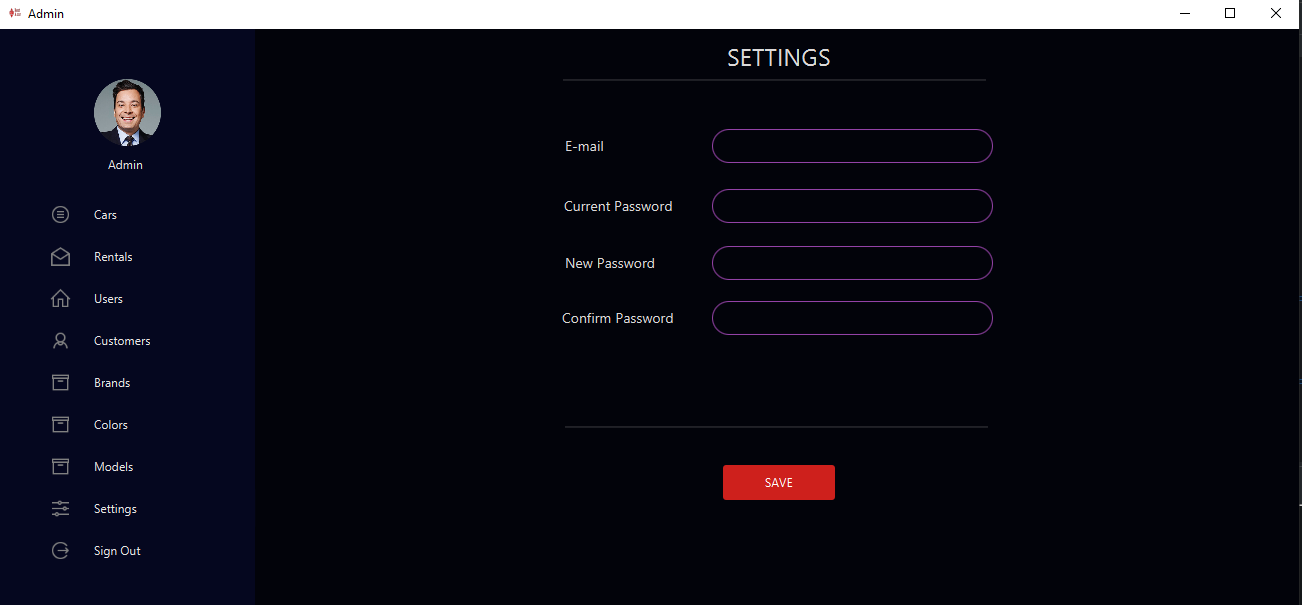 Admin
SETTINGS
Admin
E-mail
Current Password
New Password
Confirm Password
Cars
Rentals
Users
Customers
Brands
Colors
Models
Settings
Sign Out
SAVE